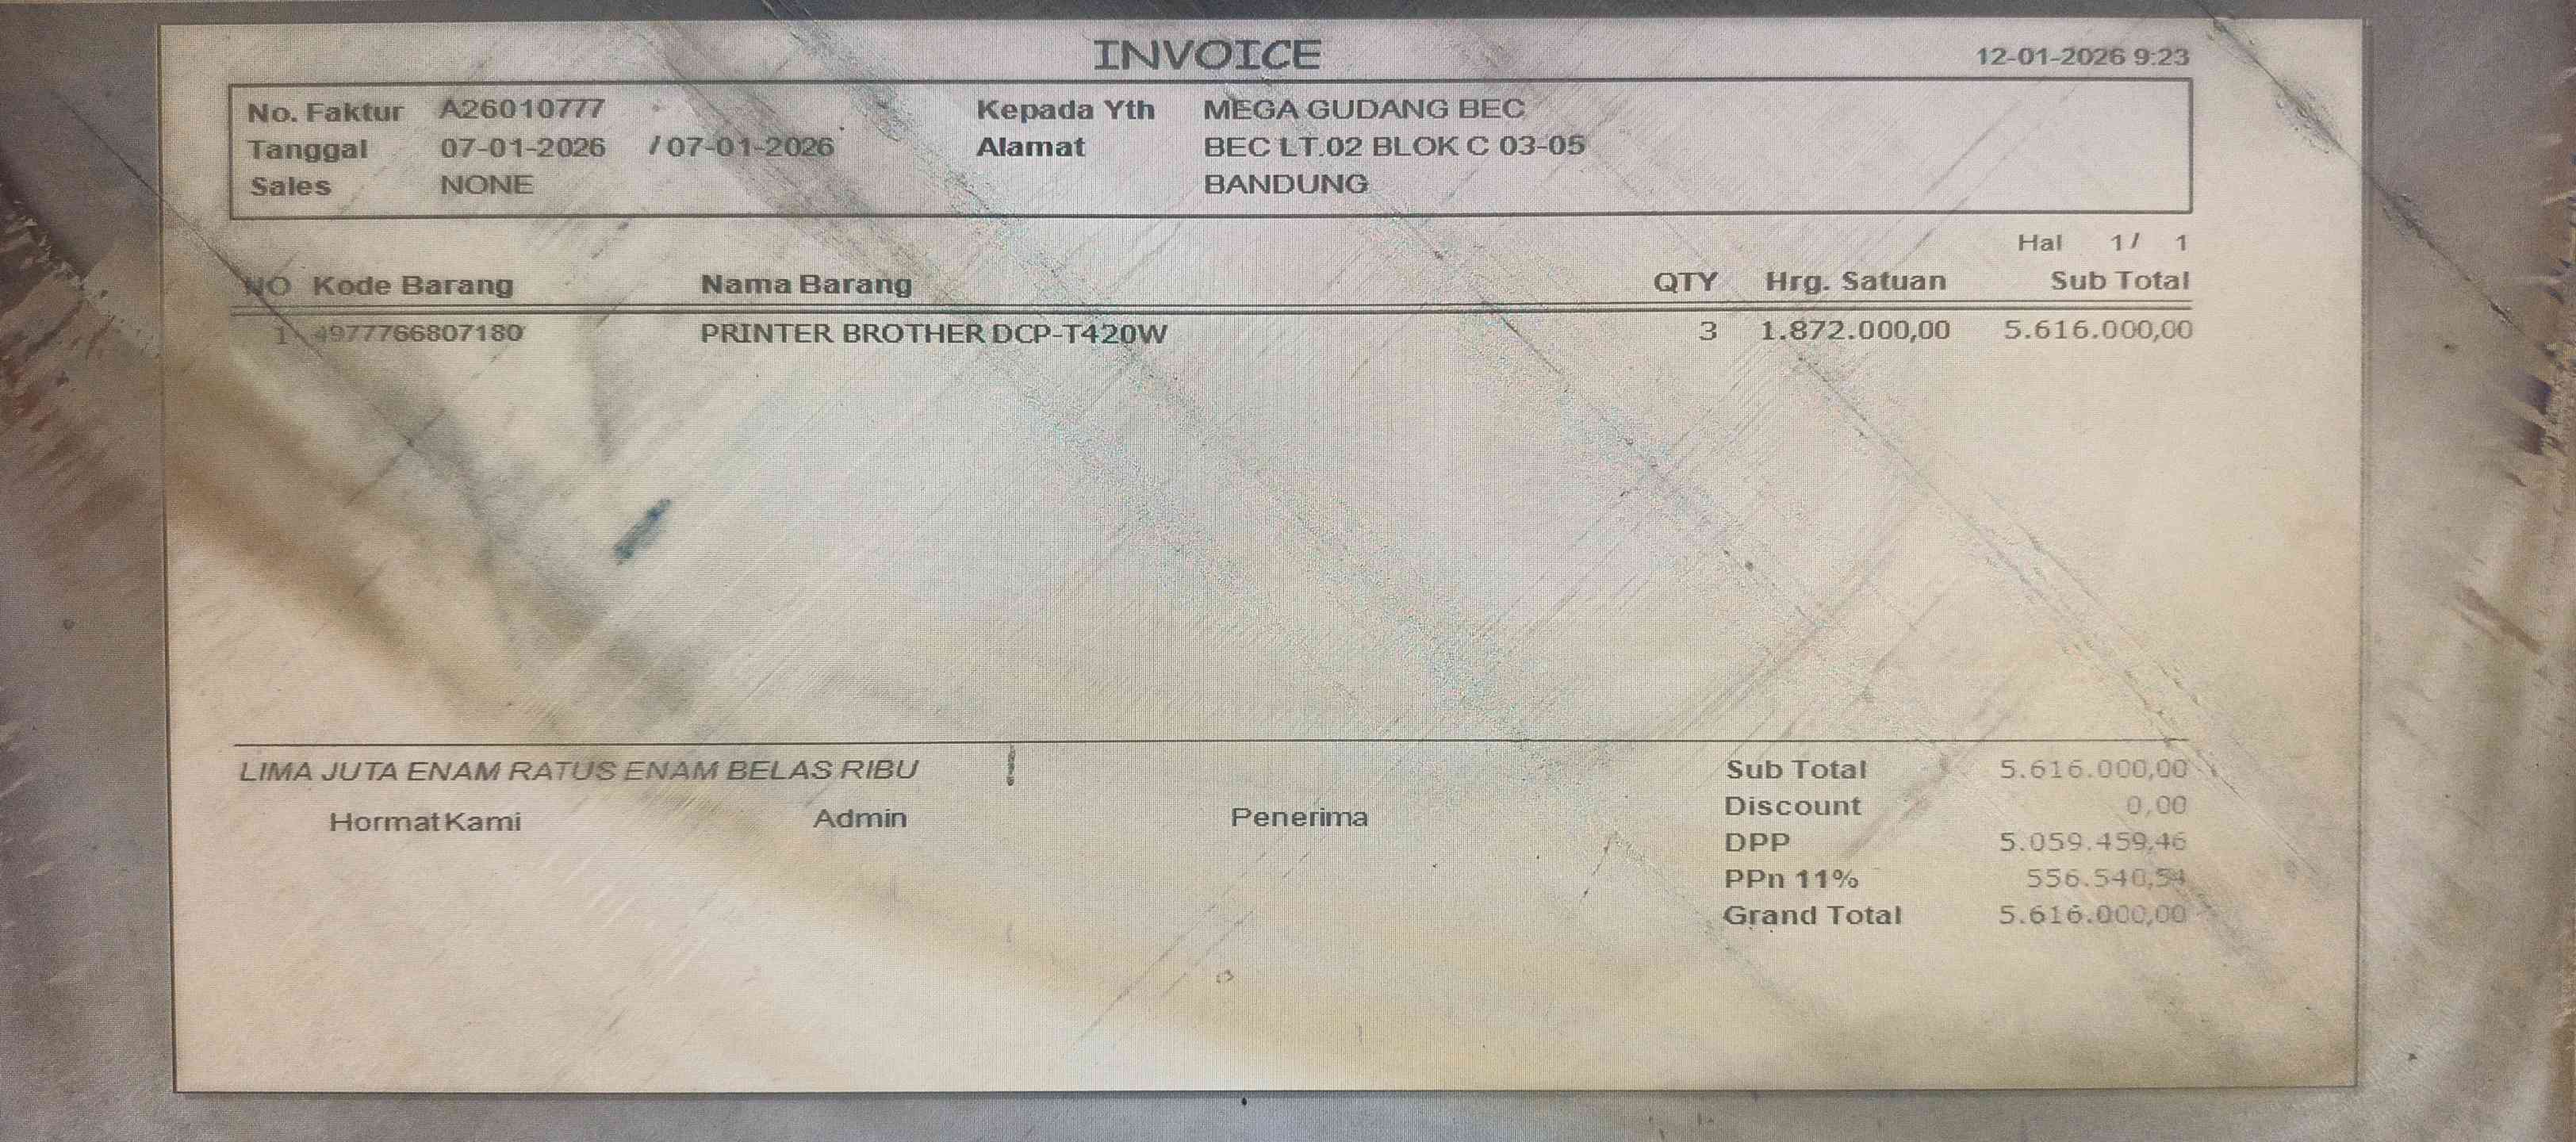 INVOICE
12-01-2026 9:23
No. Faktur A26010777 Kepada Yth MEGA GUDANG BEC
Tanggal 07-01-2026 / 07-01-2026 Alamat BEC LT.02 BLOK C 03-05
Sales NONE BANDUNG
Hal 1 / 1
NO Kode Barang Nama Barang QTY Hrg. Satuan Sub Total
1 4977766807180 PRINTER BROTHER DCP-T420W 3 1.872.000,00 5.616.000,00
LIMA JUTA ENAM RATUS ENAM BELAS RIBU Sub Total 5.616.000,00
Hormat Kami Admin Penerima Discount 0,00
DPP 5.059.459,46
PPn 11% 556.540,54
Grand Total 5.616.000,00